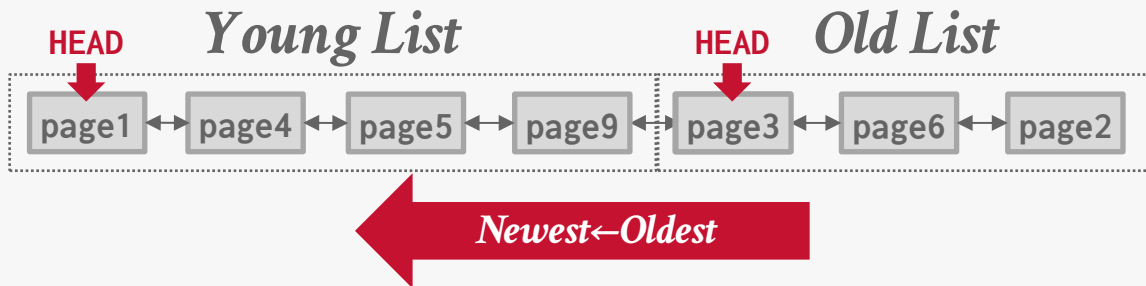 Young List
Old List
HEAD
HEAD
page1
page4
page5
page9
page3
page6
page2
Newest←Oldest